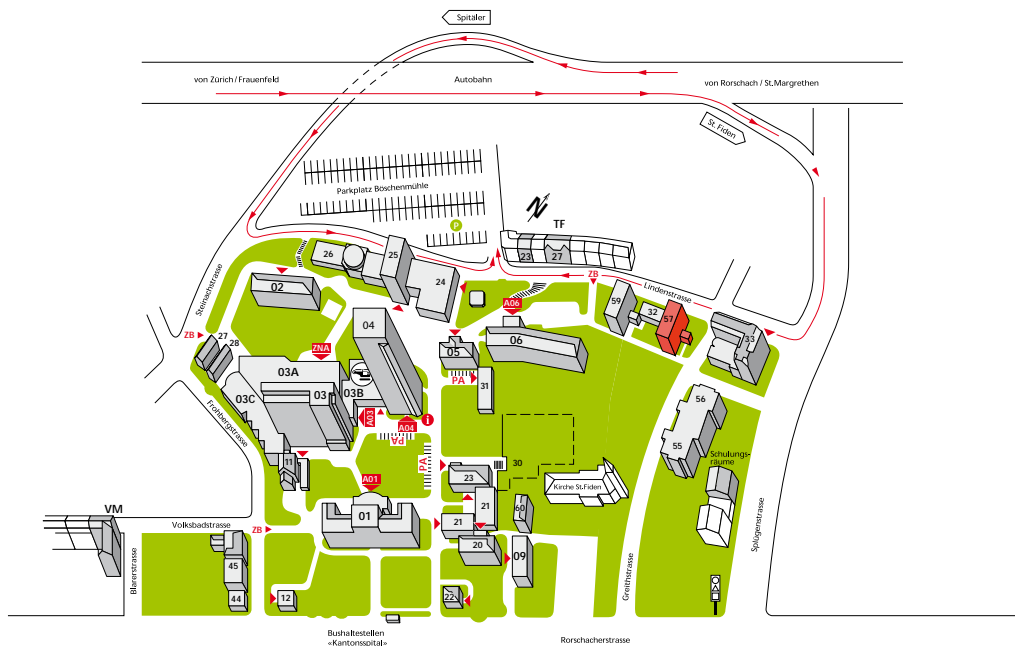 Spitäler
von Zürich / Frauenfeld
Autobahn
von Rorschach / St.Margrethen
St. Fiden
Parkplatz Böschenmühle
P
N
TF
23
27
26
25
24
02
Steinachstrasse
ZB
Lindenstrasse
59
32
57
33
A06
04
05
06
ZB
27
28
ZNA
03A
03
03B
03C
PA
31
56
55
Frohbergstrasse
A03
A04
i
PA
PA
11
23
30
Schulungs-
räume
Kirche St.Fiden
A01
01
21
21
60
20
09
VM
Volksbadstrasse
ZB
Blarerstrasse
45
44
12
22
Greithstrasse
Splügenstrasse
Bushaltestellen
«Kantonsspital»
Rorschacherstrasse